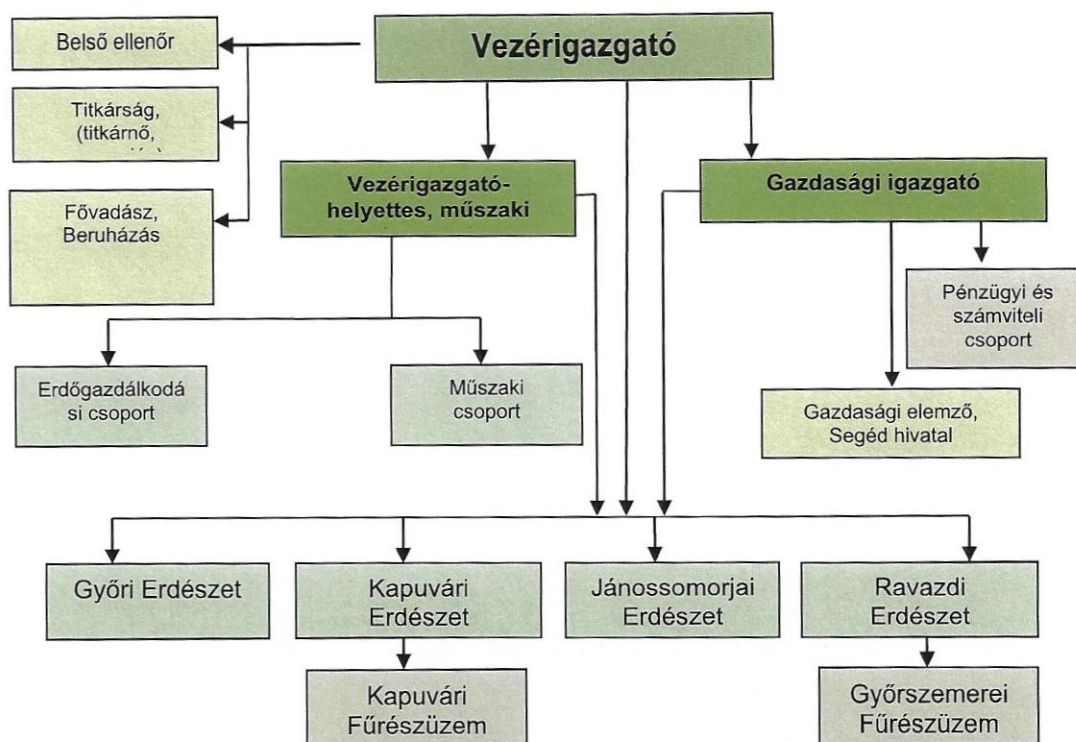 Belső ellenőr
Vezérigazgató
Titkárság,
(titkárnő,
Vezérigazgató-
helyettes, műszaki
Gazdasági igazgató
Fővadász,
Beruházás
Pénzügyi és
számviteli
csoport
Erdőgazdálkodá
si csoport
Műszaki
csoport
Gazdasági elemző,
Segéd hivatal
Győri Erdészet
Kapuvári
Erdészet
Jánossomorjai
Erdészet
Ravazdi
Erdészet
Kapuvári
Fűrészüzem
Győrszemerei
Fűrészüzem